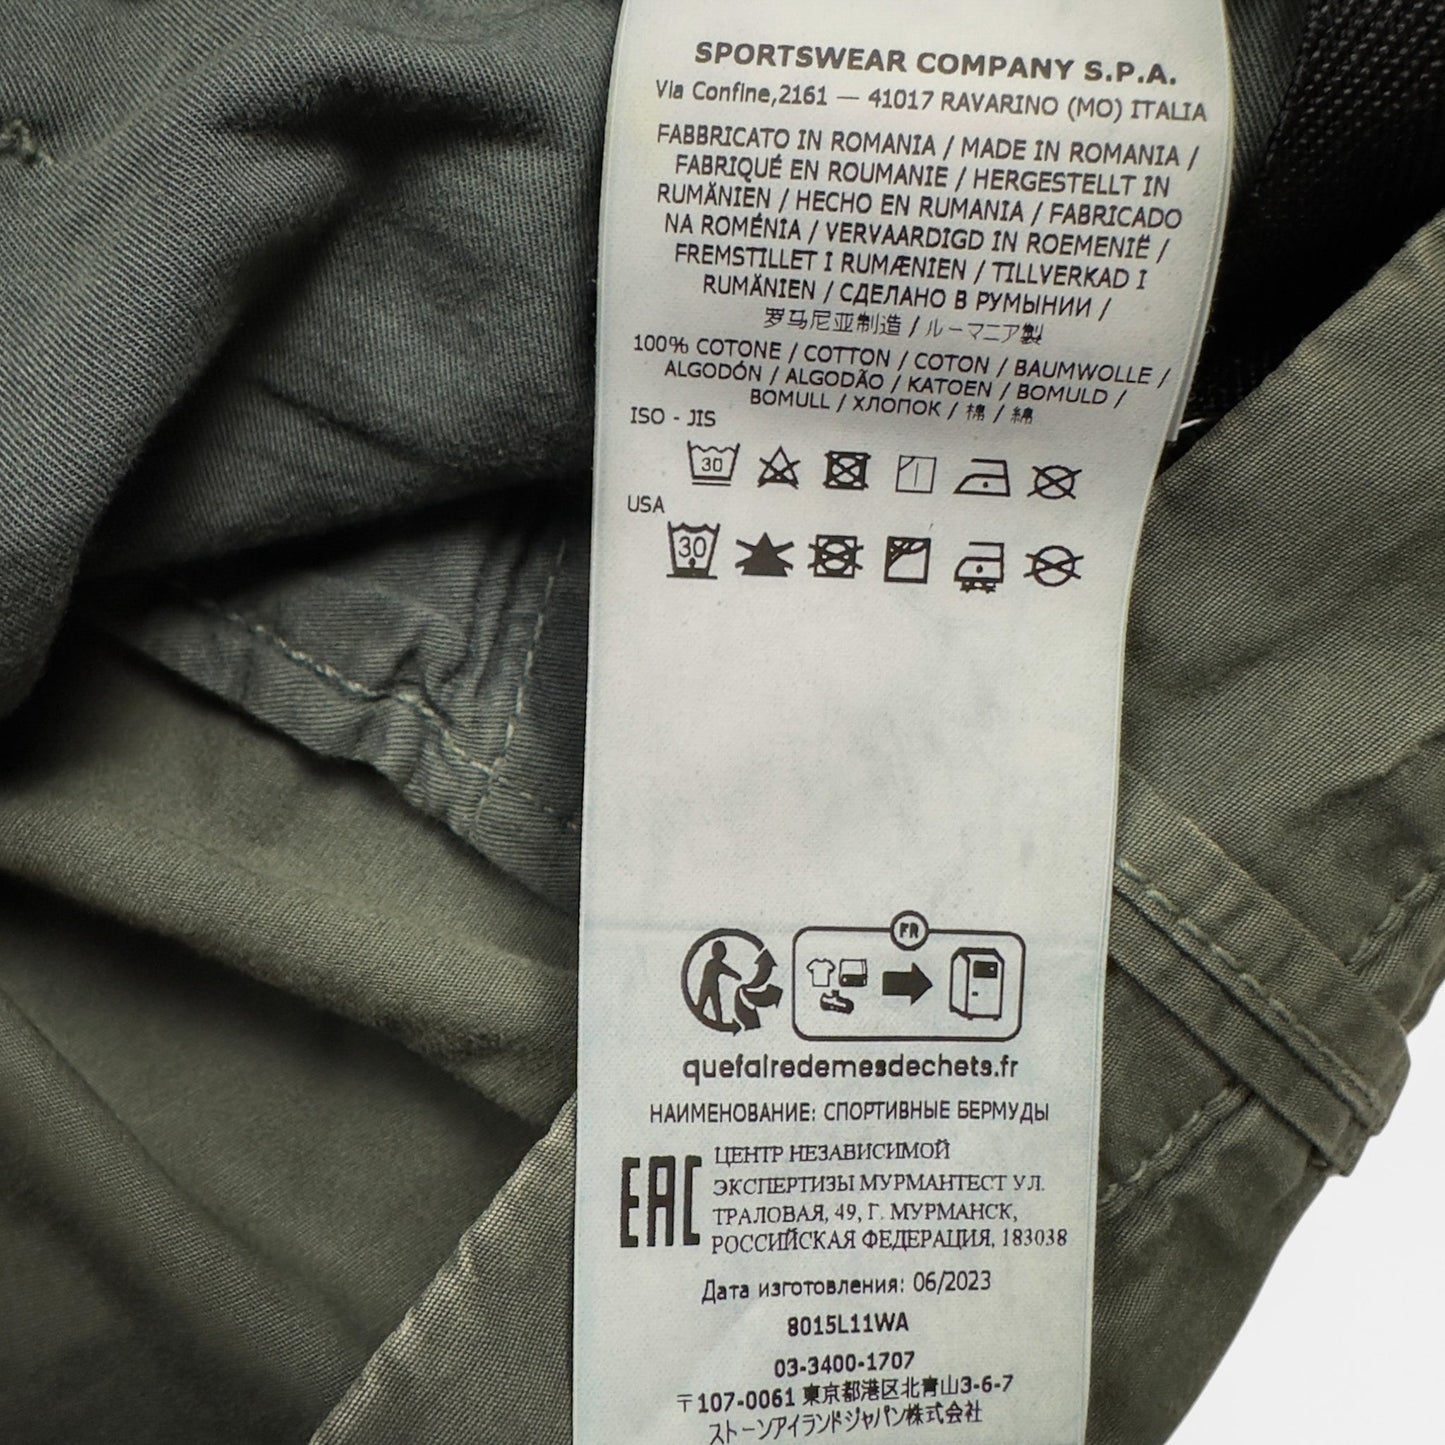 SPORTSWEAR COMPANY S.P.A.
Via Confine,2161 — 41017 RAVARINO (MO) ITALIA
FABBRICATO IN ROMANIA / MADE IN ROMANIA /
FABRIQUÉ EN ROUMANIE / HERGESTELLT IN
RUMÄNIEN / HECHO EN RUMANIA / FABRICADO
NA ROMÉNIA / VERVAARDIGD IN ROEMENIË /
FREMSTILLET I RUMÆNIEN / TILLVERKAD I
RUMÄNIEN / СДЕЛАНО В РУМЫНИИ /
罗马尼亚制造 / ルーマニア製
100% COTONE / COTTON / COTON / BAUMWOLLE /
ALGODÓN / ALGODÃO / KATOEN / BOMULD /
BOMULL / ХЛОПОК / 棉 / 綿
ISO - JIS
30
USA
30
FR
quefairedemesdechets.fr
НАИМЕНОВАНИЕ: СПОРТИВНЫЕ БЕРМУДЫ
EAC
ЦЕНТР НЕЗАВИСИМОЙ
ЭКСПЕРТИЗЫ МУРМАНТЕСТ УЛ.
ТРАЛОВАЯ, 49, Г. МУРМАНСК,
РОССИЙСКАЯ ФЕДЕРАЦИЯ, 183038
Дата изготовления: 06/2023
8015L11WA
03-3400-1707
〒107-0061 東京都港区北青山3-6-7
ストーンアイランドジャパン株式会社